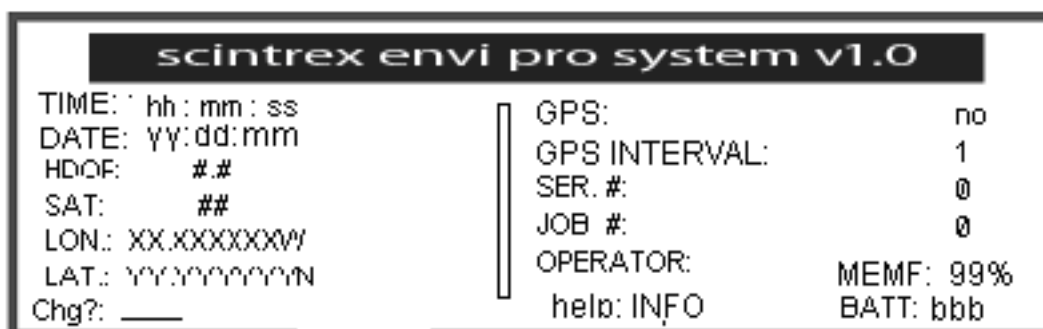 scintrex envi pro system v1.0
TIME: hh : mm : ss
DATE: yy:dd:mm
HDOP: #.#
SAT: ##
LON.: XX.XXXXXXW
LAT.: YY.YYYYYYYN
Chg?: ____
GPS: no
GPS INTERVAL: 1
SER. #: 0
JOB #: 0
OPERATOR:
MEMF: 99%
help: INFO
BATT: bbb